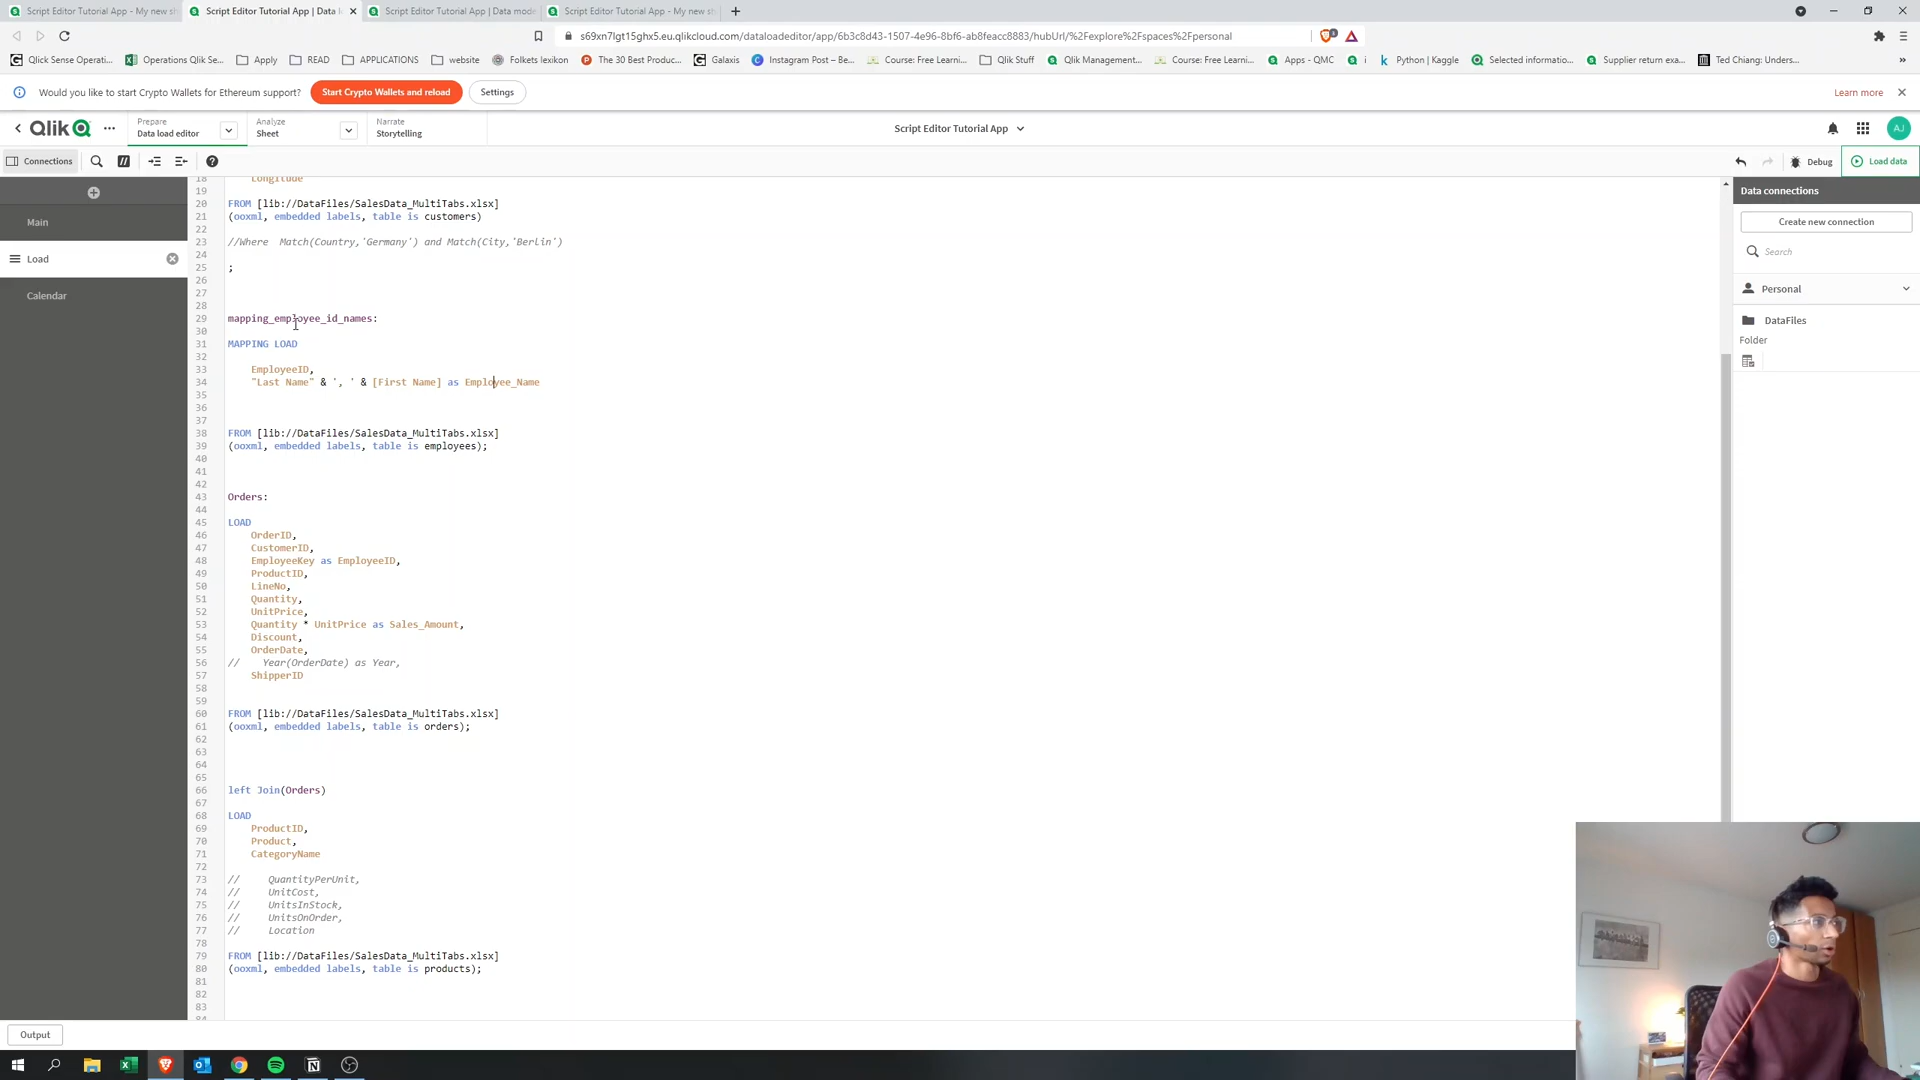 Script Editor Tutorial App - My new sh
Script Editor Tutorial App | Data l
Script Editor Tutorial App | Data mode
Script Editor Tutorial App - My new sh
s69xn7lgt15ghx5.eu.qlikcloud.com/dataloadeditor/app/6b3c8d43-1507-4e96-8bf6-ab8feacc8883/hubUrl/%2Fexplore%2Fspaces%2Fpersonal
Qlick Sense Operati...
Operations Qlik Se...
Apply
READ
APPLICATIONS
website
Folkets lexikon
The 30 Best Produc...
Galaxis
Instagram Post – Be...
Course: Free Learni...
Qlik Stuff
Qlik Management...
Course: Free Learni...
Apps - QMC
i
Python | Kaggle
Selected informatio...
Supplier return exa...
Ted Chiang: Unders...
Would you like to start Crypto Wallets for Ethereum support?
Start Crypto Wallets and reload
Settings
Learn more
Qlik
Prepare
Data load editor
Analyze
Sheet
Narrate
Storytelling
Script Editor Tutorial App
AJ
Connections
Debug
Load data
Main
Load
Calendar
18 Longitude
19
20 FROM [lib://DataFiles/SalesData_MultiTabs.xlsx]
21 (ooxml, embedded labels, table is customers)
22
23 //Where  Match(Country,'Germany') and Match(City,'Berlin')
24
25 ;
26
27
28
29 mapping_employee_id_names:
30
31 MAPPING LOAD
32
33 EmployeeID,
34 "Last Name" & ', ' & [First Name] as Employee_Name
35
36
37
38 FROM [lib://DataFiles/SalesData_MultiTabs.xlsx]
39 (ooxml, embedded labels, table is employees);
40
41
42
43 Orders:
44
45 LOAD
46 OrderID,
47 CustomerID,
48 EmployeeKey as EmployeeID,
49 ProductID,
50 LineNo,
51 Quantity,
52 UnitPrice,
53 Quantity * UnitPrice as Sales_Amount,
54 Discount,
55 OrderDate,
56 // Year(OrderDate) as Year,
57 ShipperID
58
59
60 FROM [lib://DataFiles/SalesData_MultiTabs.xlsx]
61 (ooxml, embedded labels, table is orders);
62
63
64
65
66 left Join(Orders)
67
68 LOAD
69 ProductID,
70 Product,
71 CategoryName
72
73 // QuantityPerUnit,
74 // UnitCost,
75 // UnitsInStock,
76 // UnitsOnOrder,
77 // Location
78
79 FROM [lib://DataFiles/SalesData_MultiTabs.xlsx]
80 (ooxml, embedded labels, table is products);
81
82
83
84
Data connections
Create new connection
Search
Personal
DataFiles
Folder
Output